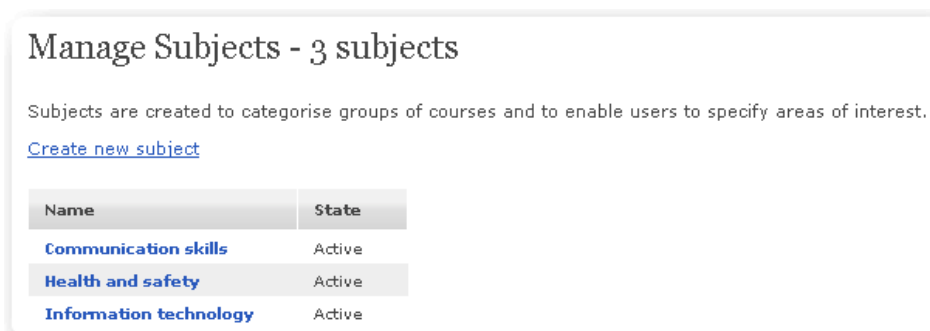 Manage Subjects - 3 subjects
Subjects are created to categorise groups of courses and to enable users to specify areas of interest.
Create new subject
Name State
Communication skills Active
Health and safety Active
Information technology Active